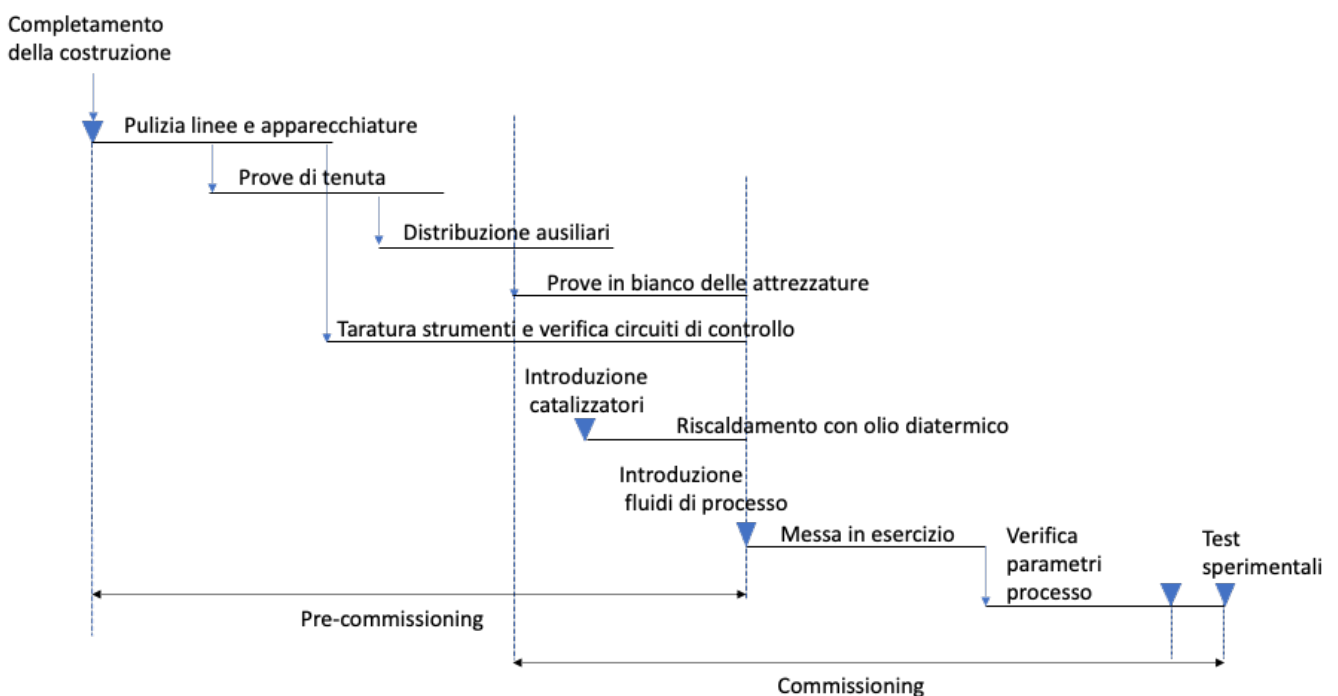 Completamento
della costruzione
Pulizia linee e apparecchiature
Prove di tenuta
Distribuzione ausiliari
Prove in bianco delle attrezzature
Taratura strumenti e verifica circuiti di controllo
Introduzione
catalizzatori
Riscaldamento con olio diatermico
Introduzione
fluidi di processo
Messa in esercizio
Verifica
parametri
processo
Test
sperimentali
Pre-commissioning
Commissioning